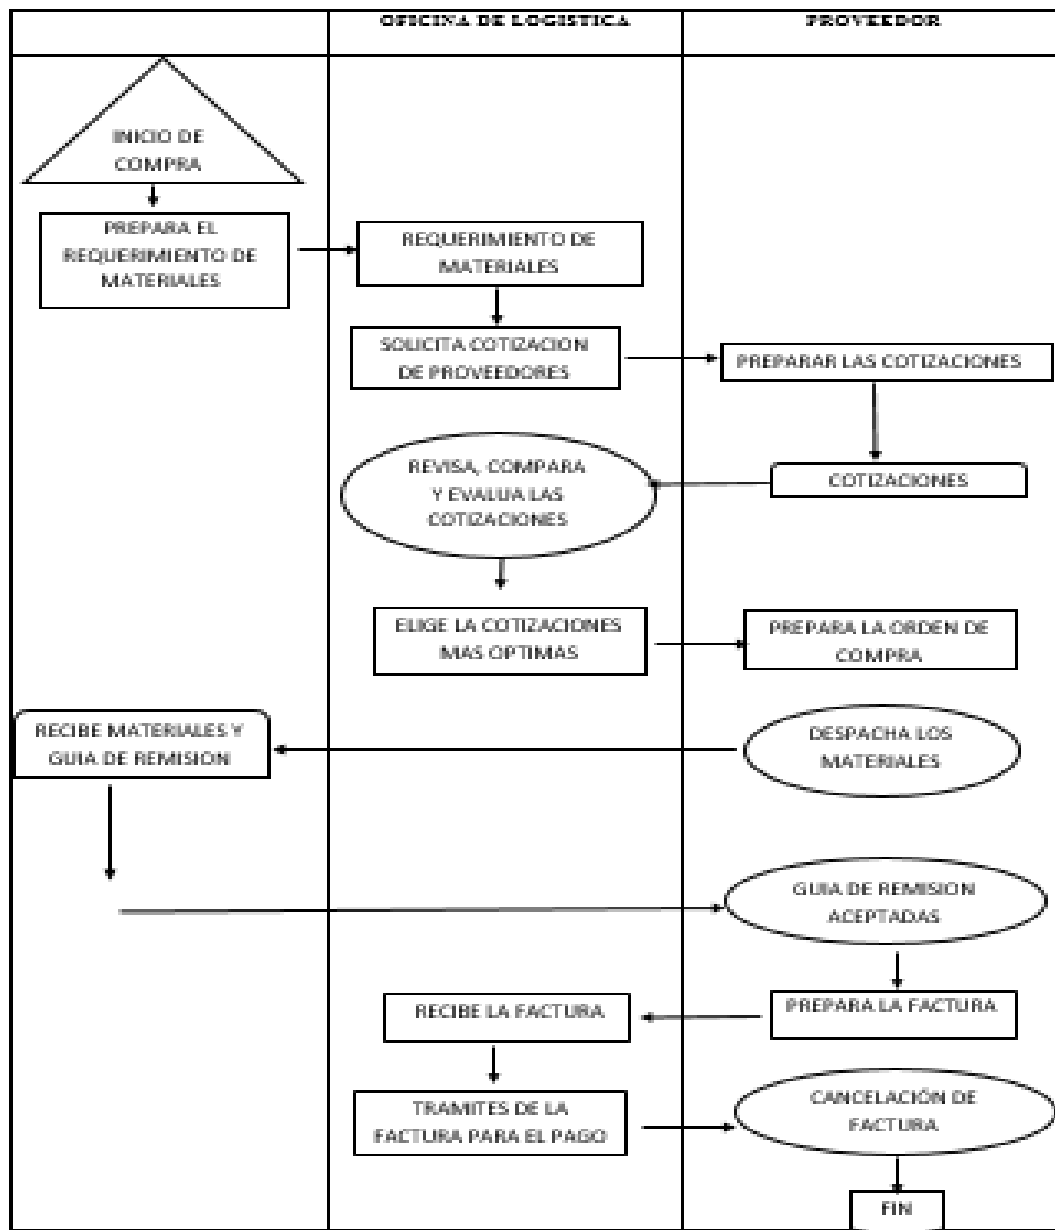 OFICINA DE LOGISTICA
PROVEEDOR
INICIO DE
COMPRA
PREPARA EL
REQUERIMIENTO DE
MATERIALES
REQUERIMIENTO DE
MATERIALES
SOLICITA COTIZACION
DE PROVEEDORES
PREPARAR LAS COTIZACIONES
REVISA, COMPARA
Y EVALUA LAS
COTIZACIONES
COTIZACIONES
ELIGE LA COTIZACIONES
MAS OPTIMAS
PREPARA LA ORDEN DE
COMPRA
RECIBE MATERIALES Y
GUIA DE REMISION
DESPACHA LOS
MATERIALES
GUIA DE REMISION
ACEPTADAS
RECIBE LA FACTURA
PREPARA LA FACTURA
TRAMITES DE LA
FACTURA PARA EL PAGO
CANCELACIÓN DE
FACTURA
FIN